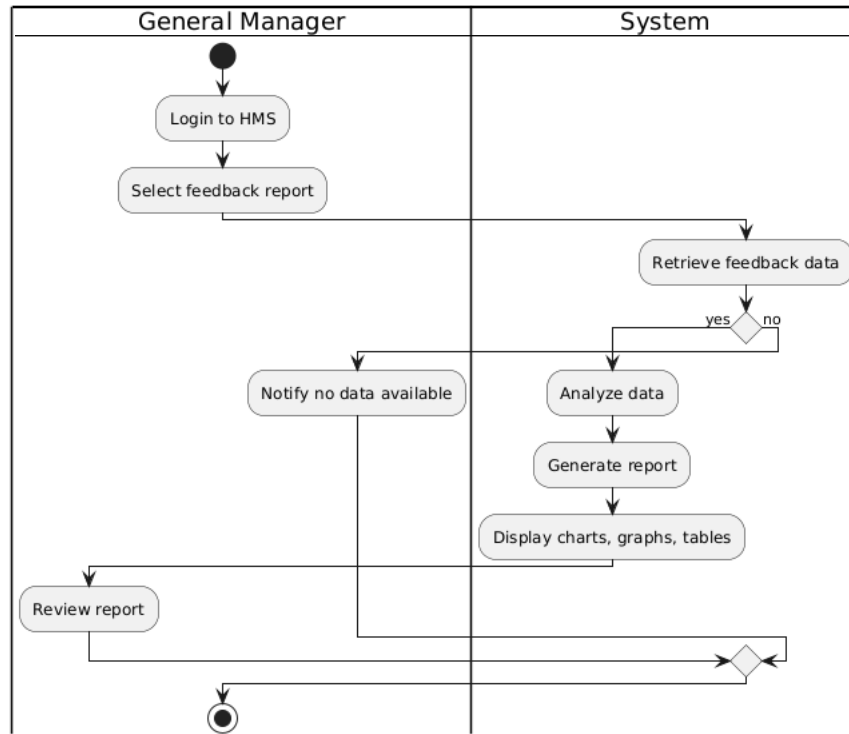 General Manager
System
Login to HMS
Select feedback report
Retrieve feedback data
yes
no
Notify no data available
Analyze data
Generate report
Display charts, graphs, tables
Review report